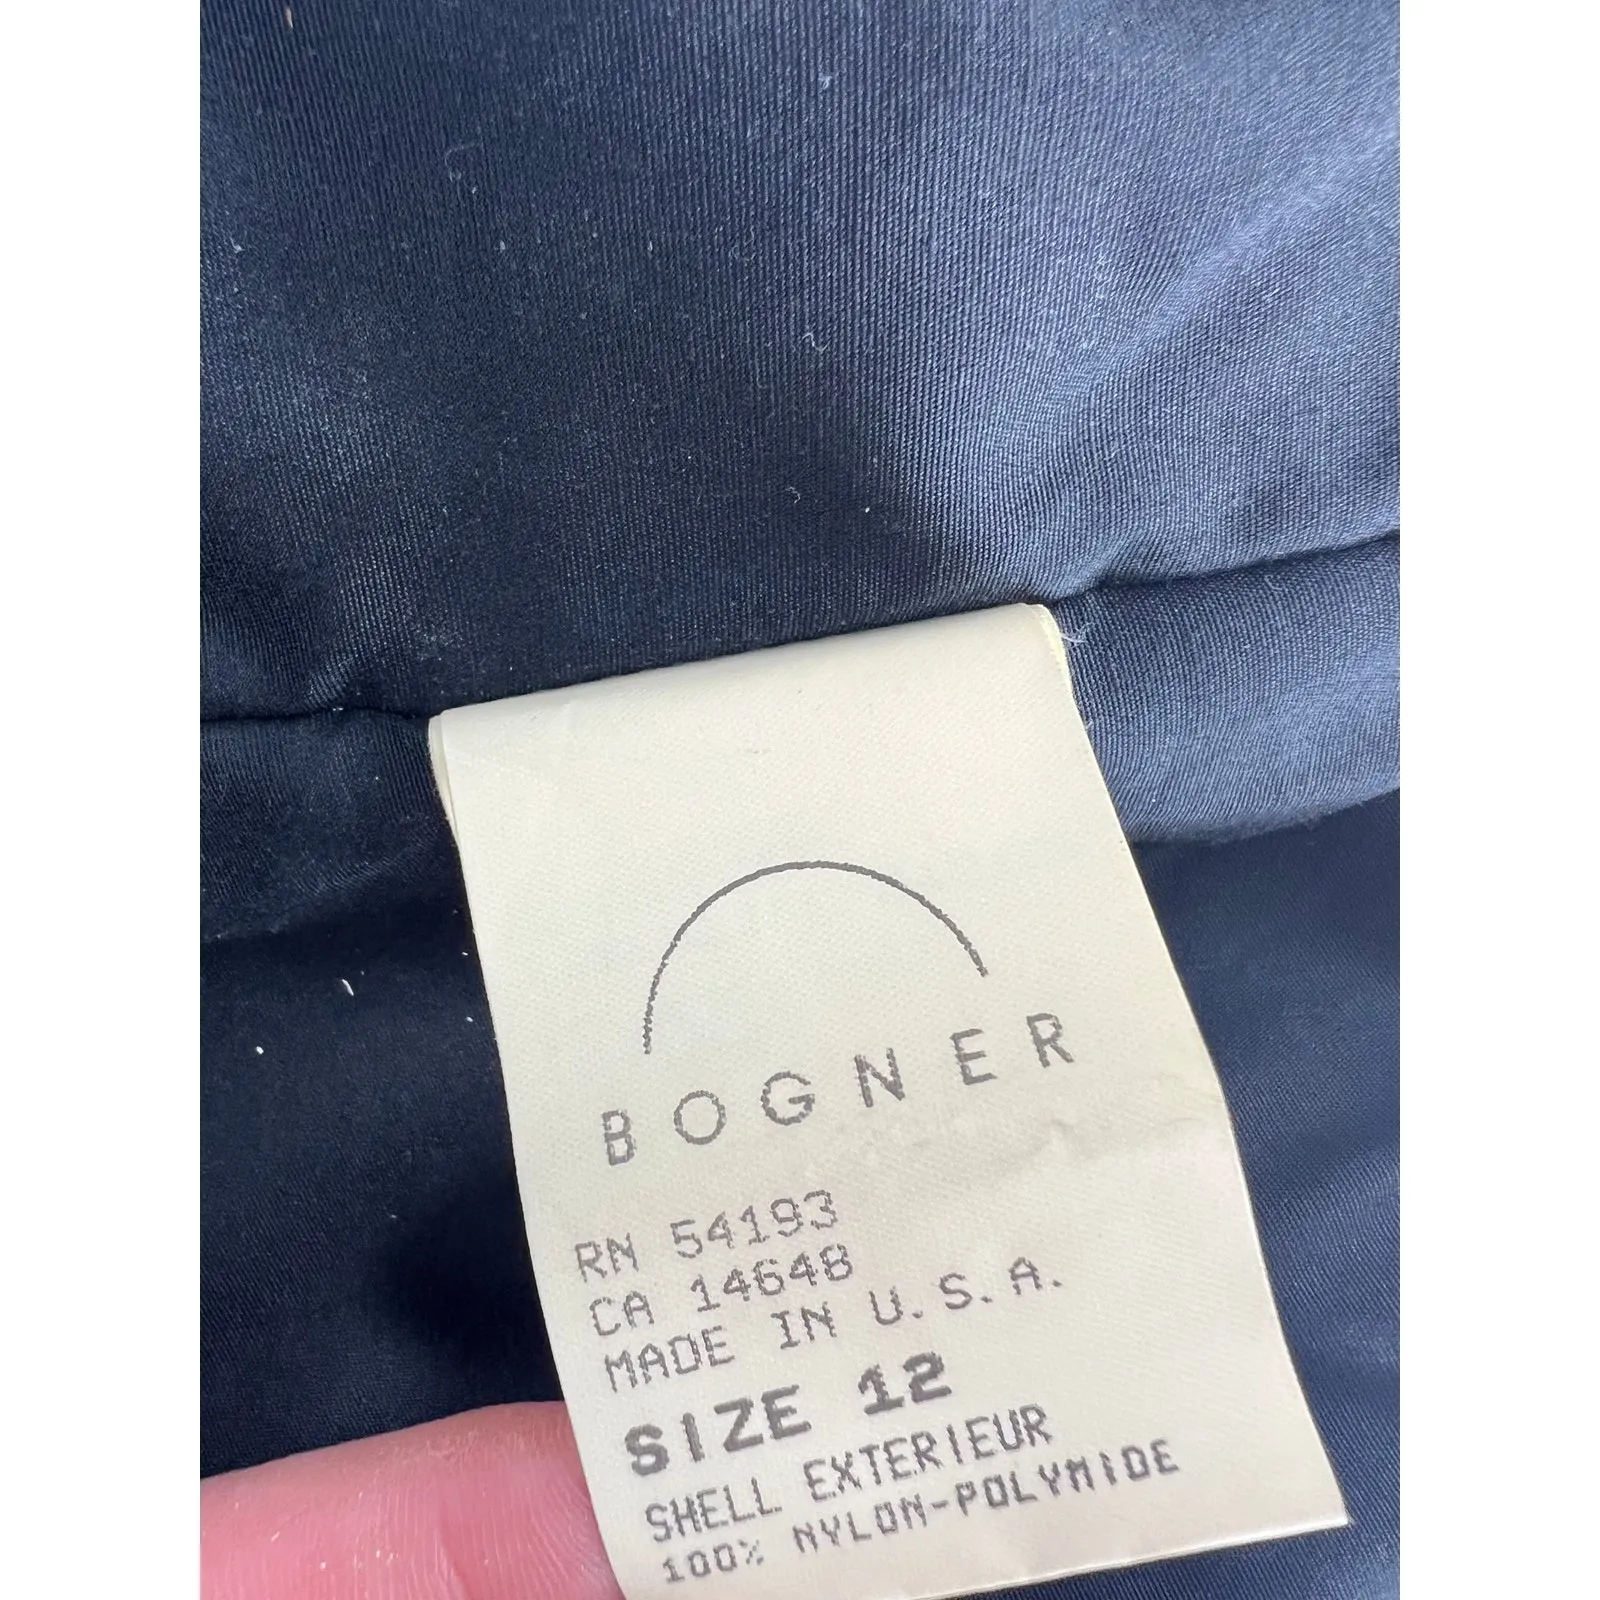 BOGNER
RN 54193
CA 14648
MADE IN U.S.A.
SIZE 12
SHELL EXTERIEUR
100% NYLON-POLYMIDE